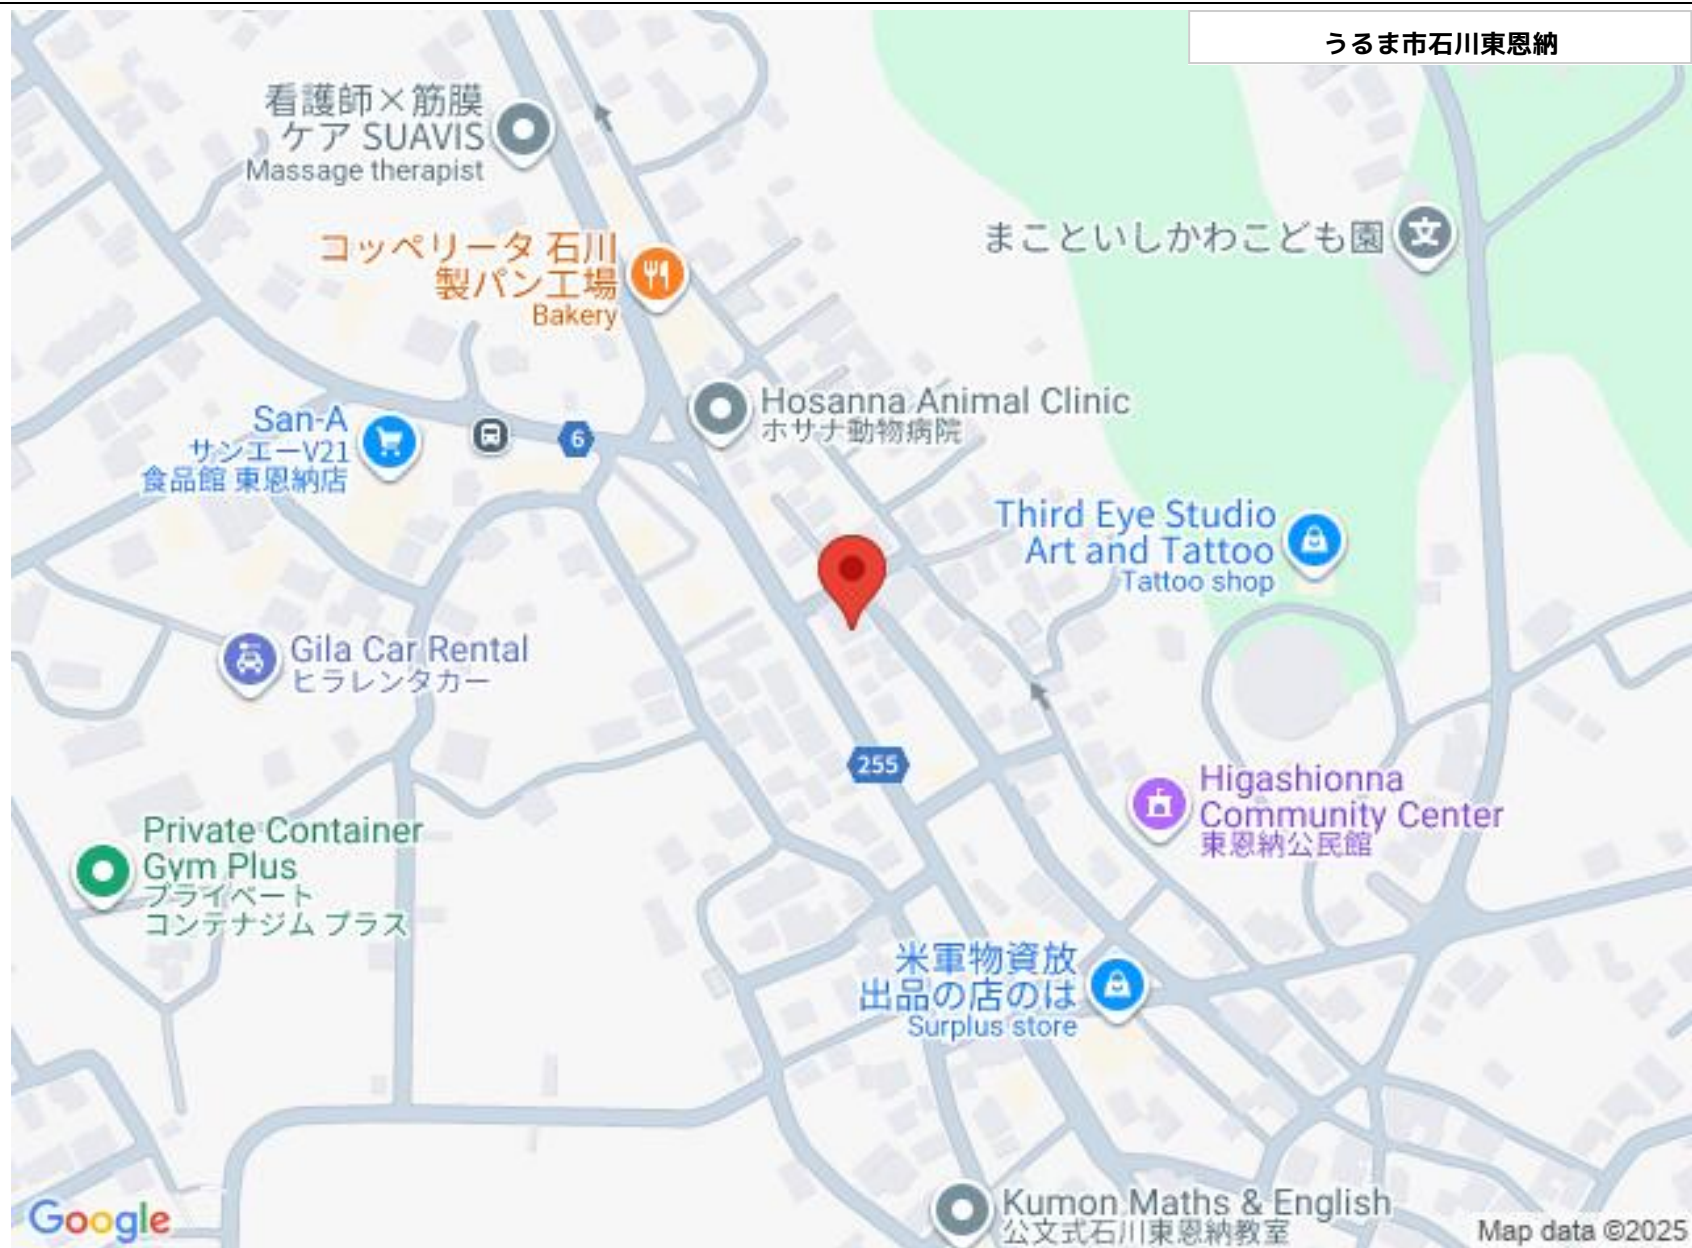 うるま市石川東恩納
看護師×筋膜
ケア SUAVIS
Massage therapist
コッペリータ 石川
製パン工場
Bakery
まこといしかわこども園
文
Hosanna Animal Clinic
ホサナ動物病院
San-A
サンエーV21
食品館 東恩納店
6
Third Eye Studio
Art and Tattoo
Tattoo shop
Gila Car Rental
ヒラレンタカー
255
Higashionna
Community Center
東恩納公民館
Private Container
Gym Plus
プライベート
コンテナジム プラス
米軍物資放
出品の店のは
Surplus store
Kumon Maths & English
公文式石川東恩納教室
Google
Map data ©2025